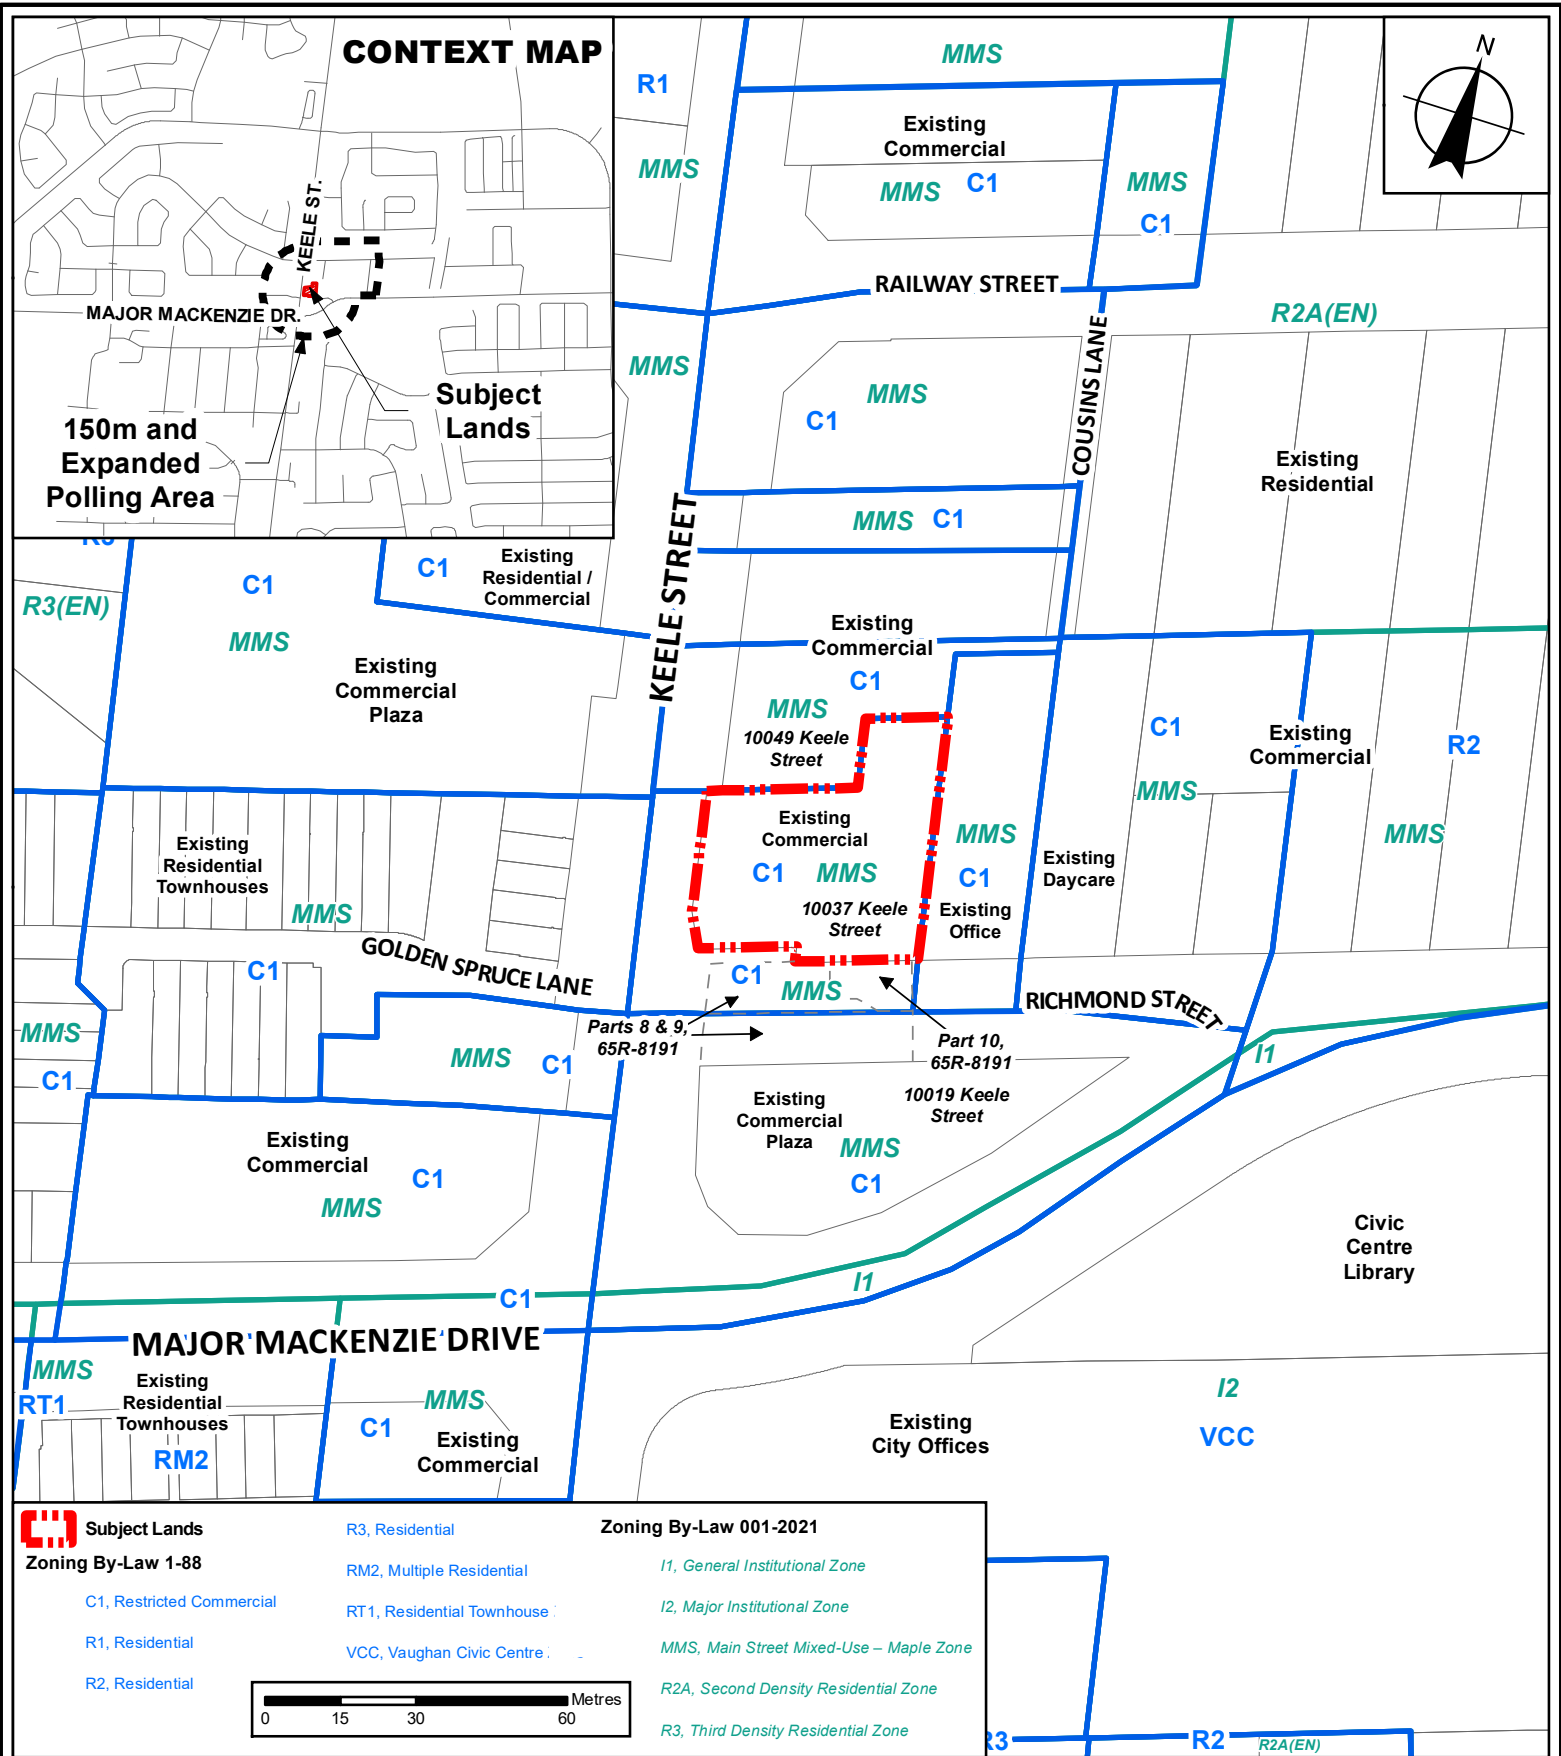 CONTEXT MAP
KEELE ST.
MAJOR MACKENZIE DR.
Subject
Lands
150m and
Expanded
Polling Area
N
R1
MMS
Existing
Commercial
MMS
C1
MMS
MMS
C1
RAILWAY STREET
R2A(EN)
COUSINS LANE
MMS
MMS
C1
Existing
Residential
MMS
C1
KEELE STREET
R3
C1
C1
Existing
Residential /
Commercial
R3(EN)
MMS
Existing
Commercial
Plaza
Existing
Commercial
C1
MMS
10049 Keele
Street
C1
Existing
Commercial
R2
MMS
MMS
Existing
Commercial
C1
MMS
10037 Keele
Street
MMS
C1
Existing
Office
Existing
Daycare
Existing
Residential
Townhouses
MMS
GOLDEN SPRUCE LANE
C1
C1
MMS
RICHMOND STREET
Parts 8 & 9,
65R-8191
Part 10,
65R-8191
10019 Keele
Street
MMS
C1
MMS
C1
I1
Existing
Commercial
Plaza
MMS
C1
Existing
Commercial
C1
MMS
Civic
Centre
Library
I1
C1
MAJOR MACKENZIE DRIVE
MMS
RT1
Existing
Residential
Townhouses
RM2
MMS
C1
Existing
Commercial
Existing
City Offices
I2
VCC
Subject Lands
Zoning By-Law 1-88
C1, Restricted Commercial
R1, Residential
R2, Residential
R3, Residential
RM2, Multiple Residential
RT1, Residential Townhouse
VCC, Vaughan Civic Centre
Zoning By-Law 001-2021
I1, General Institutional Zone
I2, Major Institutional Zone
MMS, Main Street Mixed-Use – Maple Zone
R2A, Second Density Residential Zone
R3, Third Density Residential Zone
Metres
0 15 30 60
R3
R2
R2A(EN)